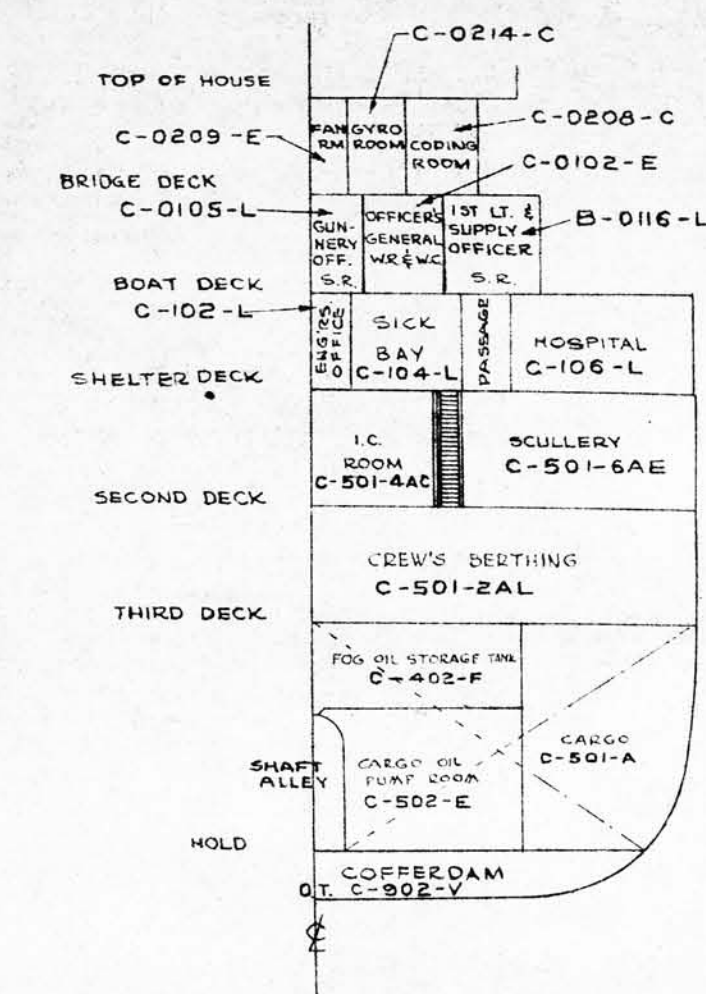 C-0214-C
TOP OF HOUSE
C-0209-E
FAN
RM
GYRO
ROOM
CODING
ROOM
C-0208-C
C-0102-E
BRIDGE DECK
C-0105-L
GUN-
NERY
OFF.
S.R.
OFFICER'S
GENERAL
W.R & W.C.
1ST LT. &
SUPPLY
OFFICER
S.R.
B-0116-L
BOAT DECK
C-102-L
ENGRS.
OFFICE
SICK
BAY
C-104-L
PASSAGE
HOSPITAL
C-106-L
SHELTER DECK
I.C.
ROOM
C-501-4AC
SCULLERY
C-501-6AE
SECOND DECK
CREW'S BERTHING
C-501-2AL
THIRD DECK
FOG OIL STORAGE TANK
C-402-F
SHAFT
ALLEY
CARGO OIL
PUMP ROOM
C-502-E
CARGO
C-501-A
HOLD
COFFERDAM
O.T. C-902-V
℄